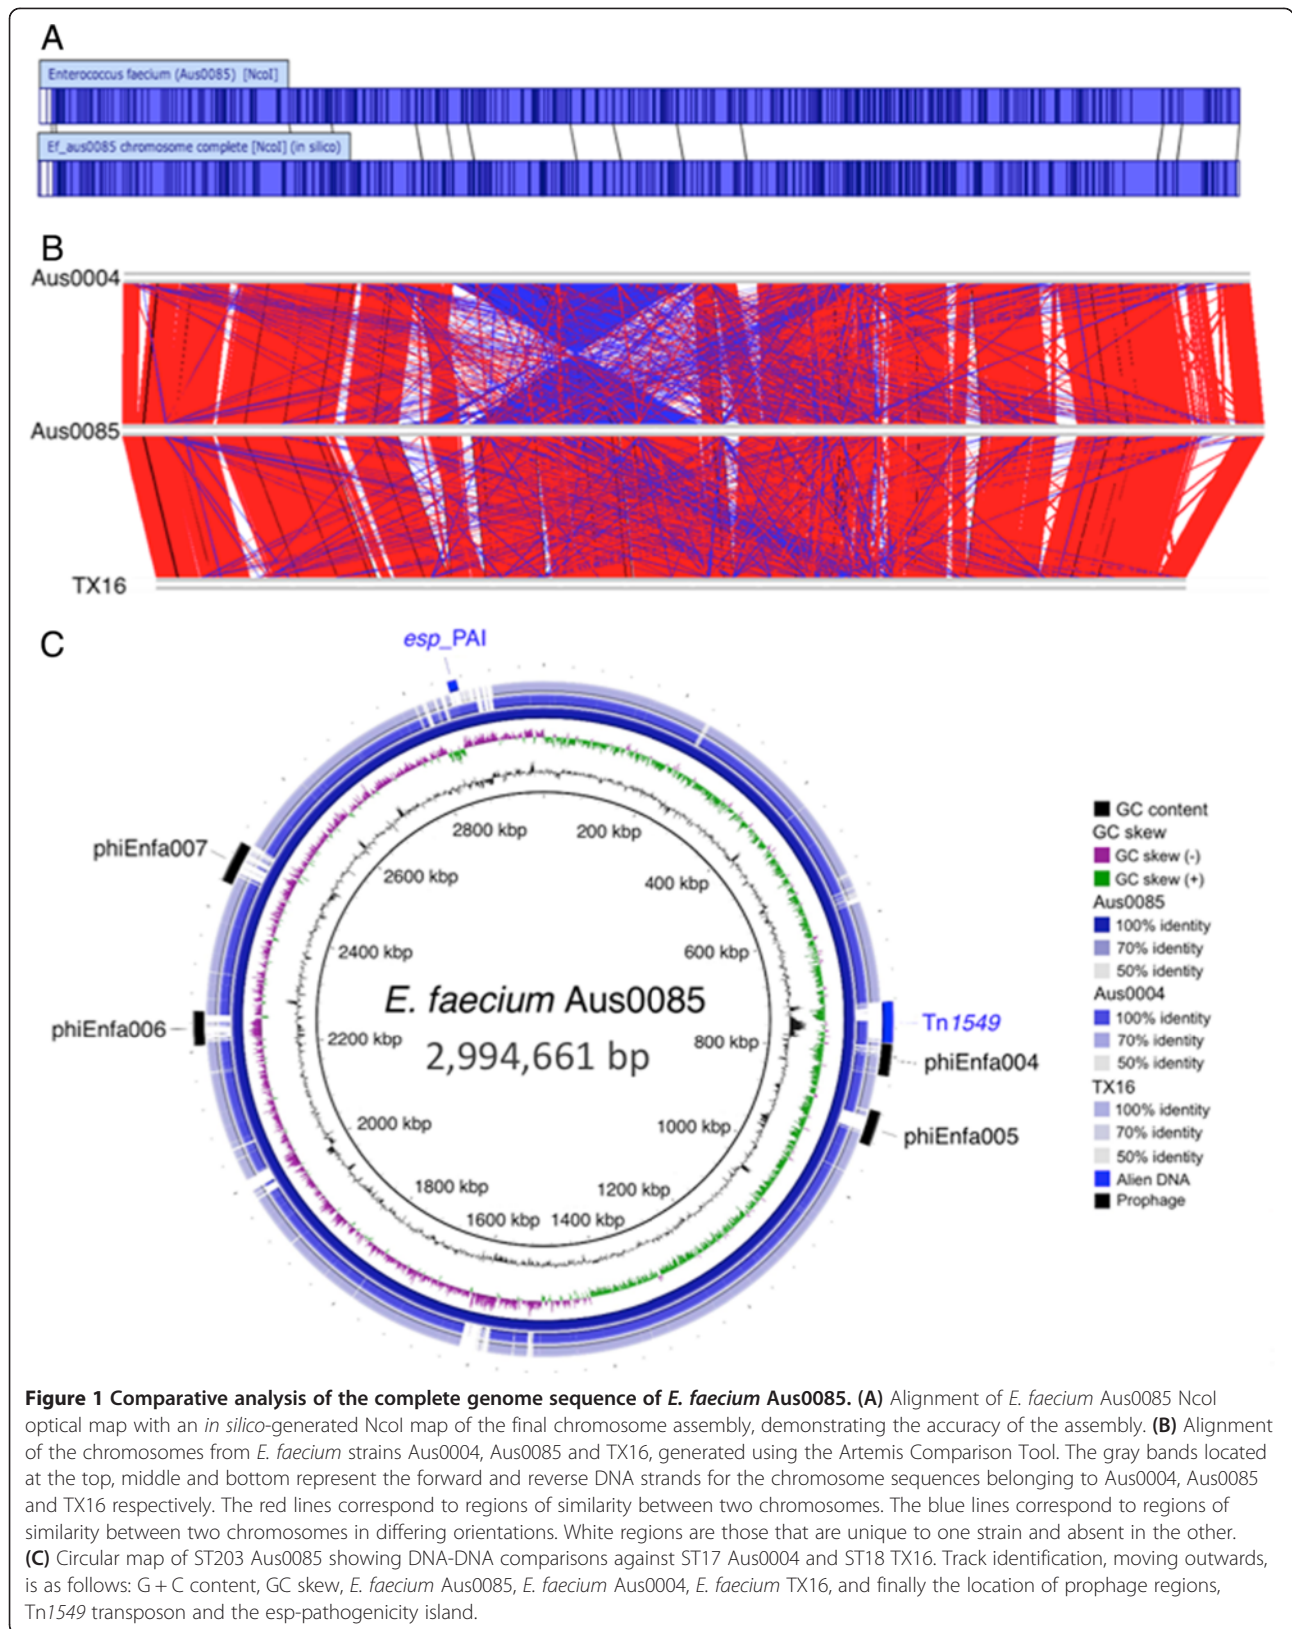 A
Enterococcus faecium (Aus0085) [NcoI]
Ef_aus0085 chromosome complete [NcoI] (in silico)
B
Aus0004
Aus0085
TX16
C
esp_PAI
phiEnfa007
phiEnfa006
Tn1549
phiEnfa004
phiEnfa005
2800 kbp
200 kbp
2600 kbp
400 kbp
2400 kbp
600 kbp
E. faecium Aus0085
2,994,661 bp
2200 kbp
800 kbp
2000 kbp
1000 kbp
1800 kbp
1200 kbp
1600 kbp
1400 kbp
GC content
GC skew
GC skew (-)
GC skew (+)
Aus0085
100% identity
70% identity
50% identity
Aus0004
100% identity
70% identity
50% identity
TX16
100% identity
70% identity
50% identity
Alien DNA
Prophage
Figure 1 Comparative analysis of the complete genome sequence of E. faecium Aus0085. (A) Alignment of E. faecium Aus0085 NcoI
optical map with an in silico-generated NcoI map of the final chromosome assembly, demonstrating the accuracy of the assembly. (B) Alignment
of the chromosomes from E. faecium strains Aus0004, Aus0085 and TX16, generated using the Artemis Comparison Tool. The gray bands located
at the top, middle and bottom represent the forward and reverse DNA strands for the chromosome sequences belonging to Aus0004, Aus0085
and TX16 respectively. The red lines correspond to regions of similarity between two chromosomes. The blue lines correspond to regions of
similarity between two chromosomes in differing orientations. White regions are those that are unique to one strain and absent in the other.
(C) Circular map of ST203 Aus0085 showing DNA-DNA comparisons against ST17 Aus0004 and ST18 TX16. Track identification, moving outwards,
is as follows: G + C content, GC skew, E. faecium Aus0085, E. faecium Aus0004, E. faecium TX16, and finally the location of prophage regions,
Tn1549 transposon and the esp-pathogenicity island.